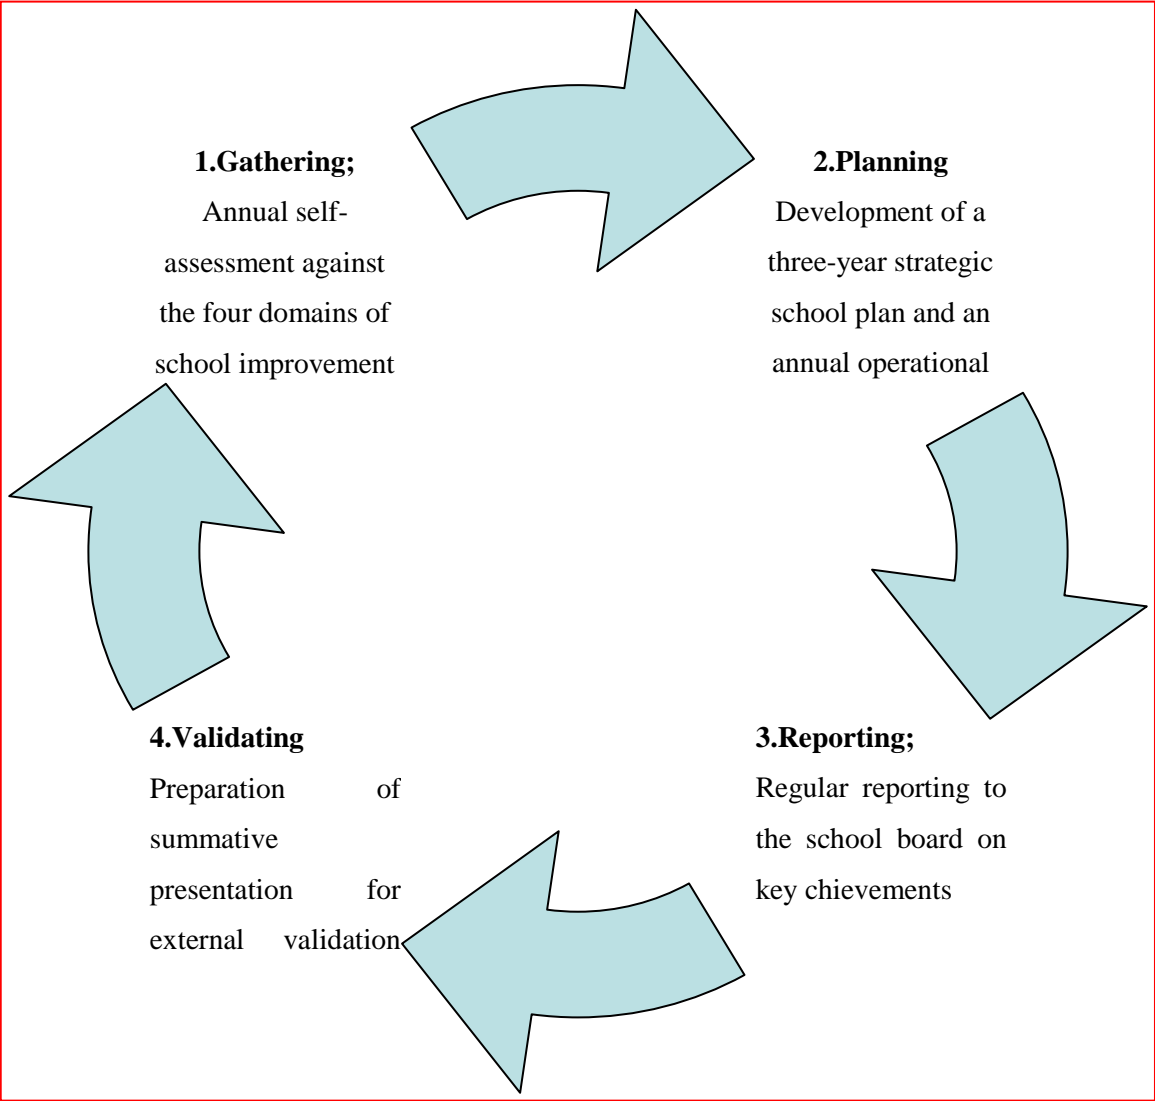 1.Gathering;
Annual self-
assessment against
the four domains of
school improvement
2.Planning
Development of a
three-year strategic
school plan and an
annual operational
3.Reporting;
Regular reporting to
the school board on
key chievements
4.Validating
Preparation of
summative
presentation for
external validation